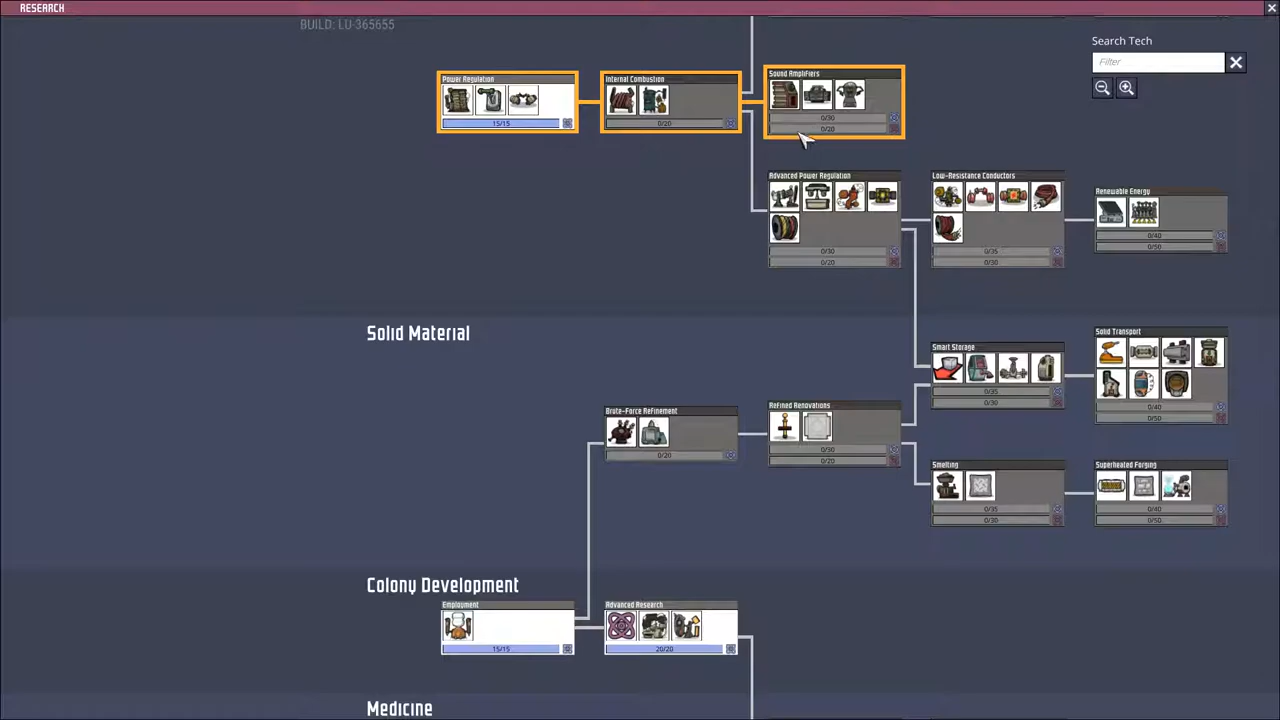 RESEARCH
BUILD: LU-365655
Search Tech
Filter
Power Regulation
15/15
Internal Combustion
0/20
Sound Amplifiers
0/30
0/20
Advanced Power Regulation
0/30
0/20
Low-Resistance Conductors
0/35
0/30
Renewable Energy
0/40
0/50
Solid Material
Smart Storage
0/35
0/30
Solid Transport
0/40
0/50
Brute-Force Refinement
0/20
Refined Renovations
0/30
0/20
Smelting
0/35
0/30
Superheated Forging
0/40
0/50
Colony Development
Employment
15/15
Advanced Research
20/20
Medicine